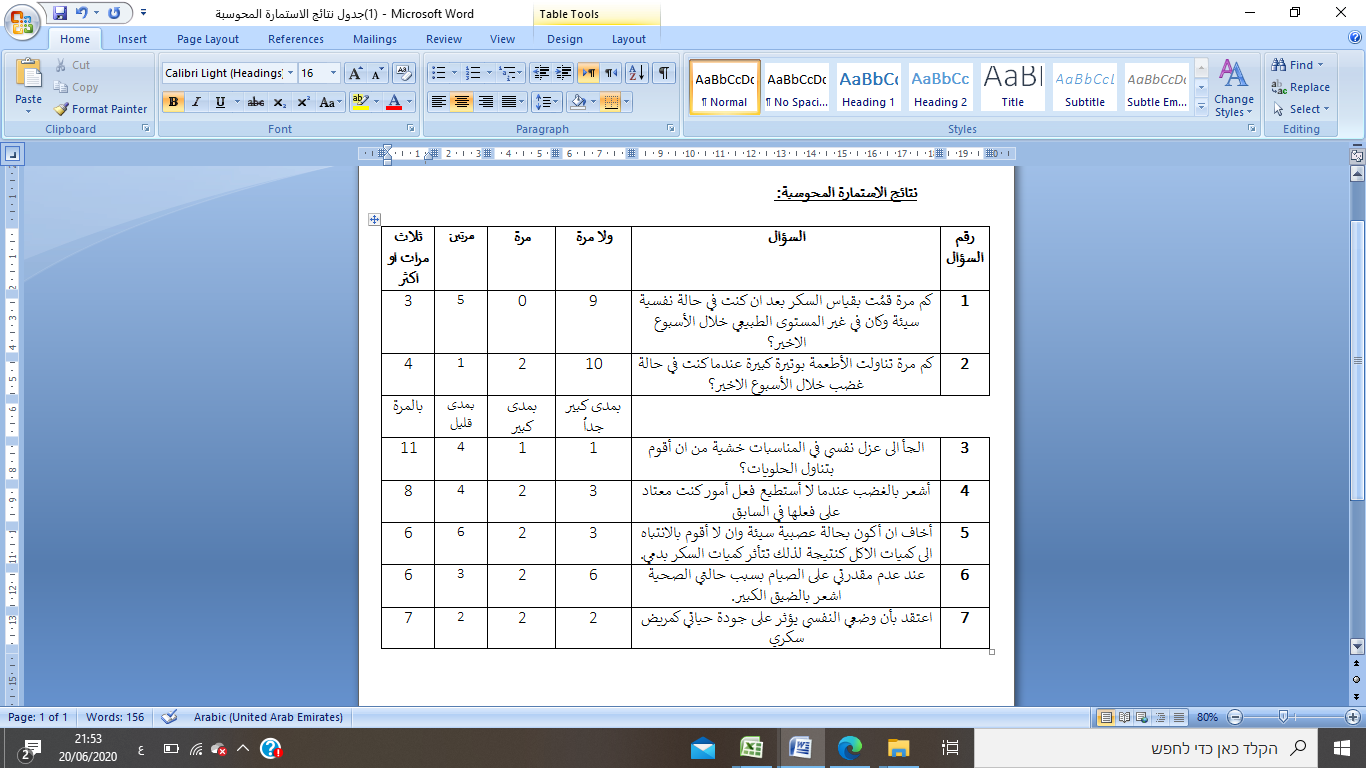 جدول نتائج الاستمارة المحوسبة(1) - Microsoft Word
Table Tools
Home Insert Page Layout References Mailings Review View Design Layout
Paste
Cut
Copy
Format Painter
Clipboard
Calibri Light (Headings) 16
B I U abc X₂ X² Aa
Font
Paragraph
AaBbCcDc AaBbCcDc AaBbC AaBbCc AaBl AaBbCcL AaBbCcDc
¶ Normal ¶ No Spaci... Heading 1 Heading 2 Title Subtitle Subtle Em...
Change Styles
Styles
Find
Replace
Select
Editing
نتائج الاستمارة المحوسبة:
رقم السؤال السؤال ولا مرة مرة مرتين ثلاث مرات او اكثر
1 كم مرة قمُت بقياس السكر بعد ان كنت في حالة نفسية 9 0 5 3
سيئة وكان في غير المستوى الطبيعي خلال الأسبوع
الاخير؟
2 كم مرة تناولت الأطعمة بوتيرة كبيرة عندما كنت في حالة 10 2 1 4
غضب خلال الأسبوع الاخير؟
بمدى كبير جداً بمدى كبير بمدى قليل بالمرة
3 الجأ الى عزل نفسي في المناسبات خشية من ان أقوم 1 1 4 11
بتناول الحلويات؟
4 أشعر بالغضب عندما لا أستطيع فعل أمور كنت معتاد 3 2 4 8
على فعلها في السابق
5 أخاف ان أكون بحالة عصبية سيئة وان لا أقوم بالانتباه 3 2 6 6
الى كميات الاكل كنتيجة لذلك تتأثر كميات السكر بدمي.
6 عند عدم مقدرتي على الصيام بسبب حالتي الصحية 6 2 3 6
اشعر بالضيق الكبير.
7 اعتقد بأن وضعي النفسي يؤثر على جودة حياتي كمريض 2 2 2 7
سكري
Page: 1 of 1 Words: 156 Arabic (United Arab Emirates) 80%
2
21:53
20/06/2020
ع
הקלד כאן כדי לחפש